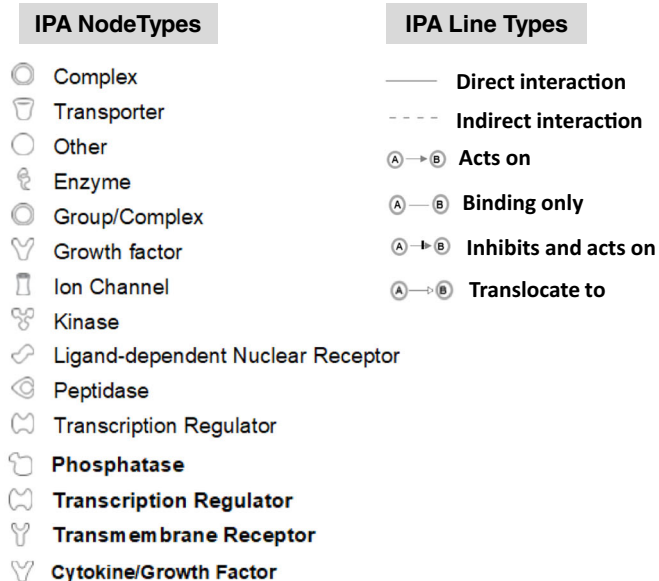 IPA NodeTypes
Complex
Transporter
Other
Enzyme
Group/Complex
Growth factor
Ion Channel
Kinase
Ligand-dependent Nuclear Receptor
Peptidase
Transcription Regulator
Phosphatase
Transcription Regulator
Transmembrane Receptor
Cytokine/Growth Factor
IPA Line Types
Direct interaction
Indirect interaction
A B Acts on
A B Binding only
A B Inhibits and acts on
A B Translocate to